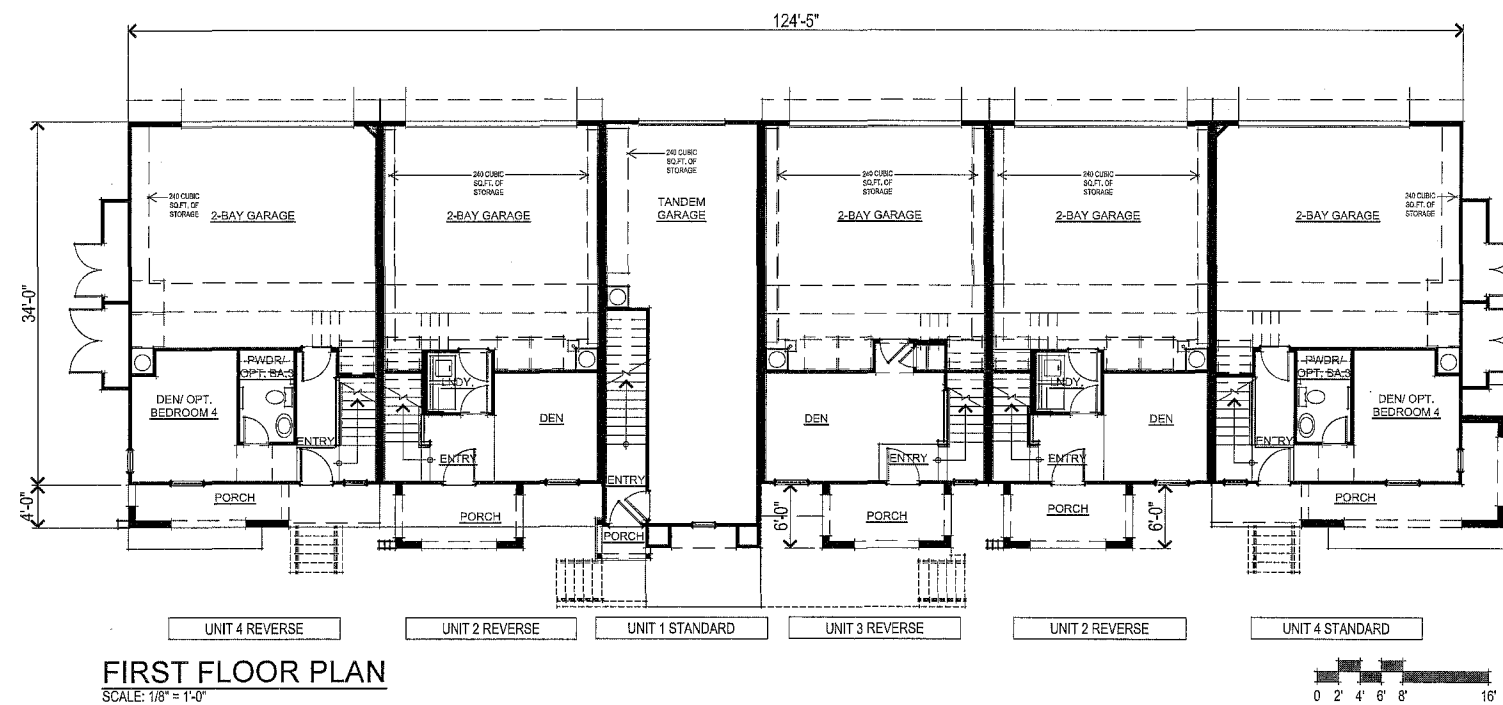 124'-5"
240 CUBIC
SQ.FT. OF
STORAGE
2-BAY GARAGE
240 CUBIC
SQ.FT. OF
STORAGE
2-BAY GARAGE
240 CUBIC
SQ.FT. OF
STORAGE
TANDEM
GARAGE
240 CUBIC
SQ.FT. OF
STORAGE
2-BAY GARAGE
240 CUBIC
SQ.FT. OF
STORAGE
2-BAY GARAGE
240 CUBIC
SQ.FT. OF
STORAGE
2-BAY GARAGE
34'-0"
4'-0"
DEN/ OPT.
BEDROOM 4
PWDR/
OPT. BA.3
ENTRY
PORCH
LNDY.
DEN
ENTRY
PORCH
ENTRY
PORCH
DEN
ENTRY
6'-0"
PORCH
LNDY.
DEN
ENTRY
PORCH
6'-0"
PWDR/
OPT. BA.3
DEN/ OPT.
BEDROOM 4
ENTRY
PORCH
UNIT 4 REVERSE
UNIT 2 REVERSE
UNIT 1 STANDARD
UNIT 3 REVERSE
UNIT 2 REVERSE
UNIT 4 STANDARD
FIRST FLOOR PLAN
SCALE: 1/8" = 1'-0"
0 2' 4' 6' 8' 16'